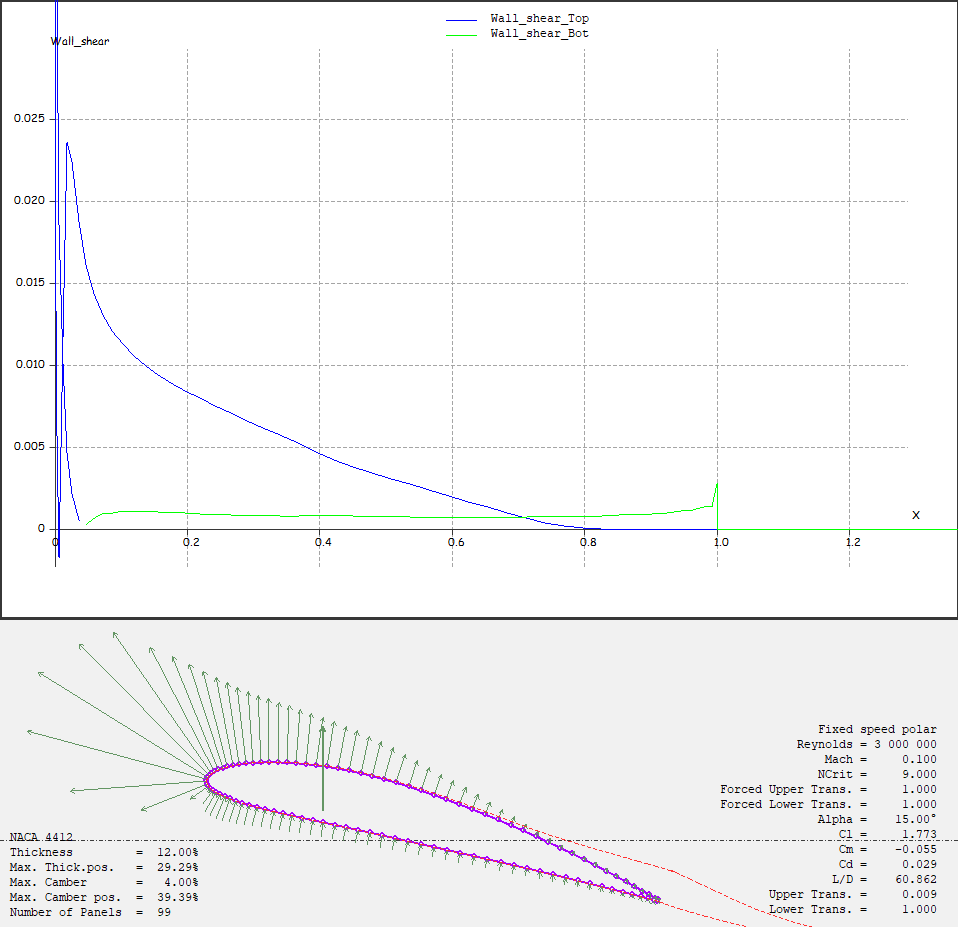 Wall_shear_Top
Wall_shear_Bot
Wall_shear
0.025
0.020
0.015
0.010
0.005
0
X
0 0.2 0.4 0.6 0.8 1.0 1.2
Fixed speed polar
Reynolds = 3 000 000
Mach = 0.100
NCrit = 9.000
Forced Upper Trans. = 1.000
Forced Lower Trans. = 1.000
Alpha = 15.00°
Cl = 1.773
Cm = -0.055
Cd = 0.029
L/D = 60.862
Upper Trans. = 0.009
Lower Trans. = 1.000
NACA 4412
Thickness = 12.00%
Max. Thick.pos. = 29.29%
Max. Camber = 4.00%
Max. Camber pos. = 39.39%
Number of Panels = 99